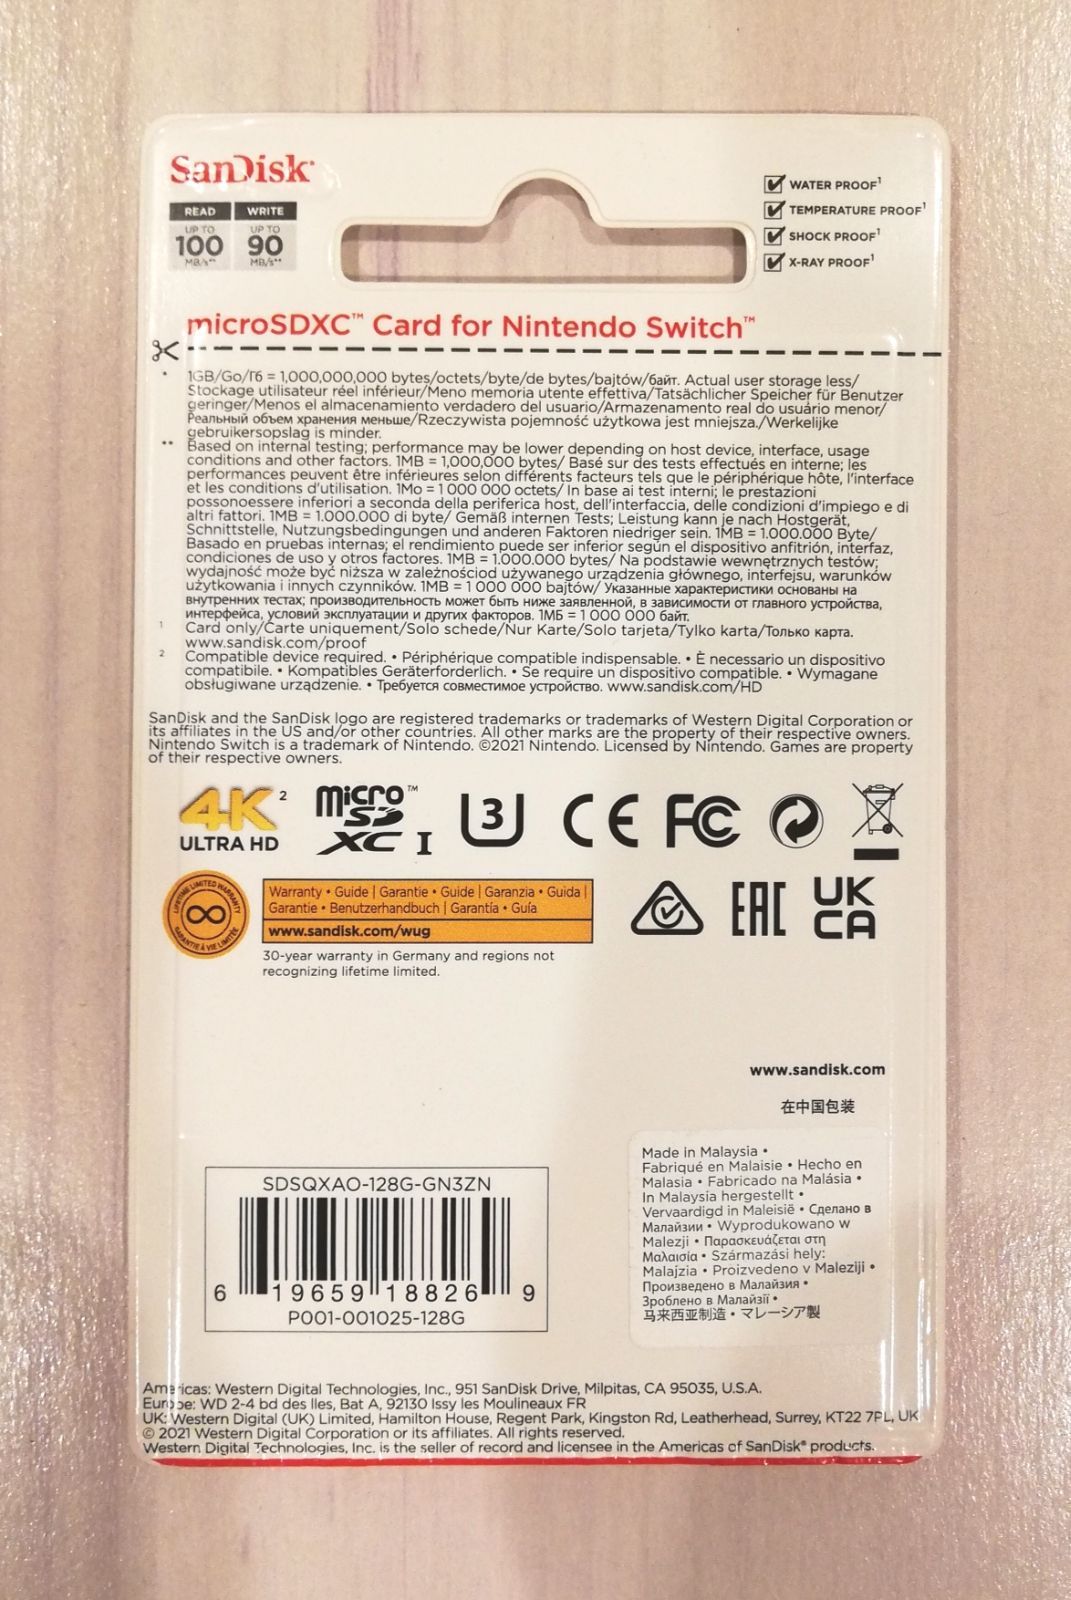 SanDisk®
READ WRITE
UP TO UP TO
100 90
MB/s** MB/s**
☑ WATER PROOF¹
☑ TEMPERATURE PROOF¹
☑ SHOCK PROOF¹
☑ X-RAY PROOF¹
microSDXC™ Card for Nintendo Switch™
* 1GB/Go/Гб = 1,000,000,000 bytes/octets/byte/de bytes/bajtów/байт. Actual user storage less/
Stockage utilisateur réel inférieur/Meno memoria utente effettiva/Tatsächlicher Speicher für Benutzer
geringer/Menos el almacenamiento verdadero del usuario/Armazenamento real do usuário menor/
Реальный объем хранения меньше/Rzeczywista pojemność użytkowa jest mniejsza./Werkelijke
gebruikersopslag is minder.
** Based on internal testing; performance may be lower depending on host device, interface, usage
conditions and other factors. 1MB = 1,000,000 bytes/ Basé sur des tests effectués en interne; les
performances peuvent être inférieures selon différents facteurs tels que le périphérique hôte, l'interface
et les conditions d'utilisation. 1Mo = 1 000 000 octets/ In base ai test interni; le prestazioni
possonoessere inferiori a seconda della periferica host, dell'interfaccia, delle condizioni d'impiego e di
altri fattori. 1MB = 1.000.000 di byte/ Gemäß internen Tests; Leistung kann je nach Hostgerät,
Schnittstelle, Nutzungsbedingungen und anderen Faktoren niedriger sein. 1MB = 1.000.000 Byte/
Basado en pruebas internas; el rendimiento puede ser inferior según el dispositivo anfitrión, interfaz,
condiciones de uso y otros factores. 1MB = 1.000.000 bytes/ Na podstawie wewnętrznych testów;
wydajność może być niższa w zależnościod używanego urządzenia głównego, interfejsu, warunków
użytkowania i innych czynników. 1MB = 1 000 000 bajtów/ Указанные характеристики основаны на
внутренних тестах; производительность может быть ниже заявленной, в зависимости от главного устройства,
интерфейса, условий эксплуатации и других факторов. 1МБ = 1 000 000 байт.
1 Card only/Carte uniquement/Solo schede/Nur Karte/Solo tarjeta/Tylko karta/Только карта.
www.sandisk.com/proof
2 Compatible device required. • Périphérique compatible indispensable. • È necessario un dispositivo
compatibile. • Kompatibles Geräterforderlich. • Se require un dispositivo compatible. • Wymagane
obsługiwane urządzenie. • Требуется совместимое устройство. www.sandisk.com/HD
SanDisk and the SanDisk logo are registered trademarks or trademarks of Western Digital Corporation or
its affiliates in the US and/or other countries. All other marks are the property of their respective owners.
Nintendo Switch is a trademark of Nintendo. ©2021 Nintendo. Licensed by Nintendo. Games are property
of their respective owners.
4K²
ULTRA HD
micro™
SD
XC I
3
CE
FC
LIFETIME LIMITED WARRANTY
GARANTIE À VIE LIMITÉE
Warranty • Guide | Garantie • Guide | Garanzia • Guida |
Garantie • Benutzerhandbuch | Garantía • Guía
www.sandisk.com/wug
30-year warranty in Germany and regions not
recognizing lifetime limited.
EAC
UK
CA
www.sandisk.com
在中国包装
SDSQXAO-128G-GN3ZN
6 19659 18826 9
P001-001025-128G
Made in Malaysia •
Fabriqué en Malaisie • Hecho en
Malasia • Fabricado na Malásia •
In Malaysia hergestellt •
Vervaardigd in Maleisië • Сделано в
Малайзии • Wyprodukowano w
Malezji • Παρασκευάζεται στη
Μαλαισία • Származási hely:
Malajzia • Proizvedeno v Maleziji •
Произведено в Малайзия •
Зроблено в Малайзії •
马来西亚制造 • マレーシア製
Americas: Western Digital Technologies, Inc., 951 SanDisk Drive, Milpitas, CA 95035, U.S.A.
Europe: WD 2-4 bd des Iles, Bat A, 92130 Issy les Moulineaux FR
UK: Western Digital (UK) Limited, Hamilton House, Regent Park, Kingston Rd, Leatherhead, Surrey, KT22 7PL, UK
© 2021 Western Digital Corporation or its affiliates. All rights reserved.
Western Digital Technologies, Inc. is the seller of record and licensee in the Americas of SanDisk® products.